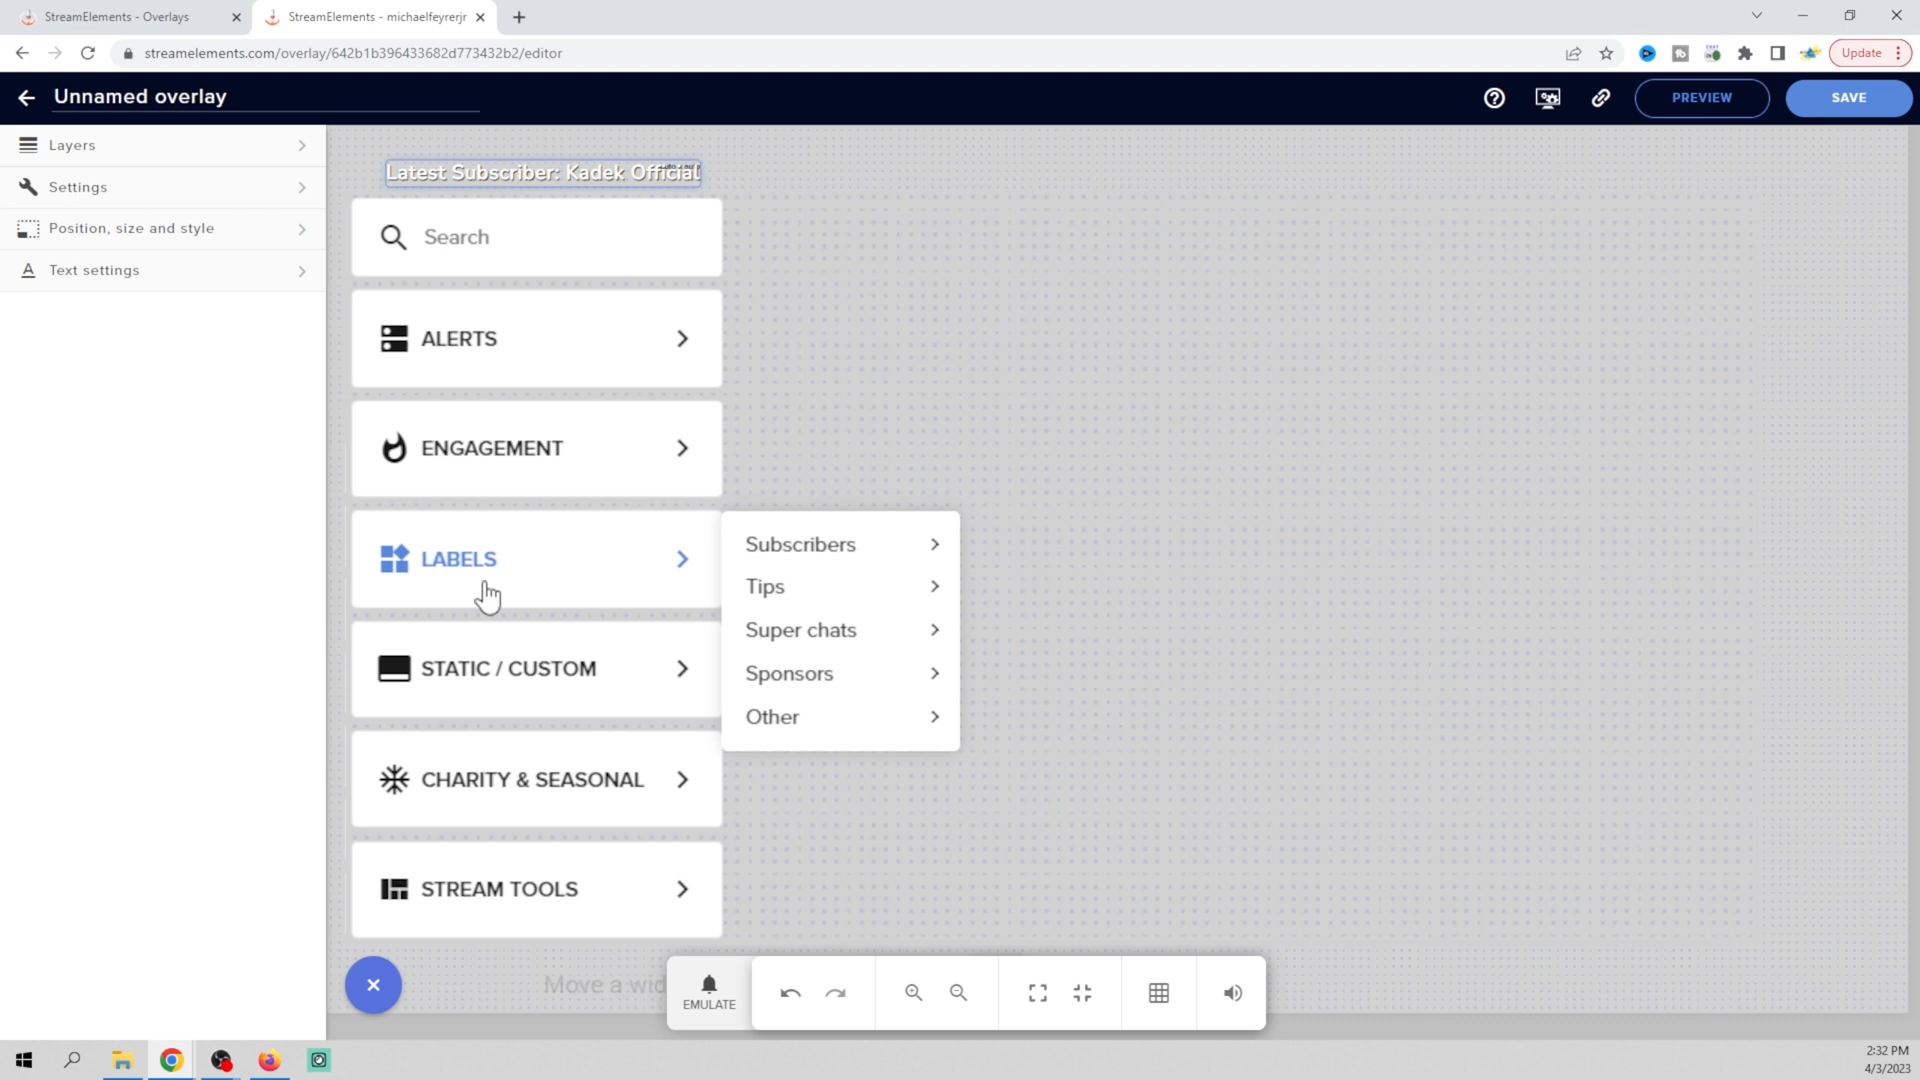 StreamElements - Overlays
StreamElements - michaelfeyrerjr
streamelements.com/overlay/642b1b396433682d773432b2/editor
Update
Unnamed overlay
PREVIEW
SAVE
Layers
Settings
Position, size and style
Text settings
Latest Subscriber: Kadek Official
Search
ALERTS
ENGAGEMENT
LABELS
STATIC / CUSTOM
CHARITY & SEASONAL
STREAM TOOLS
Subscribers
Tips
Super chats
Sponsors
Other
Move a wid
EMULATE
2:32 PM
4/3/2023